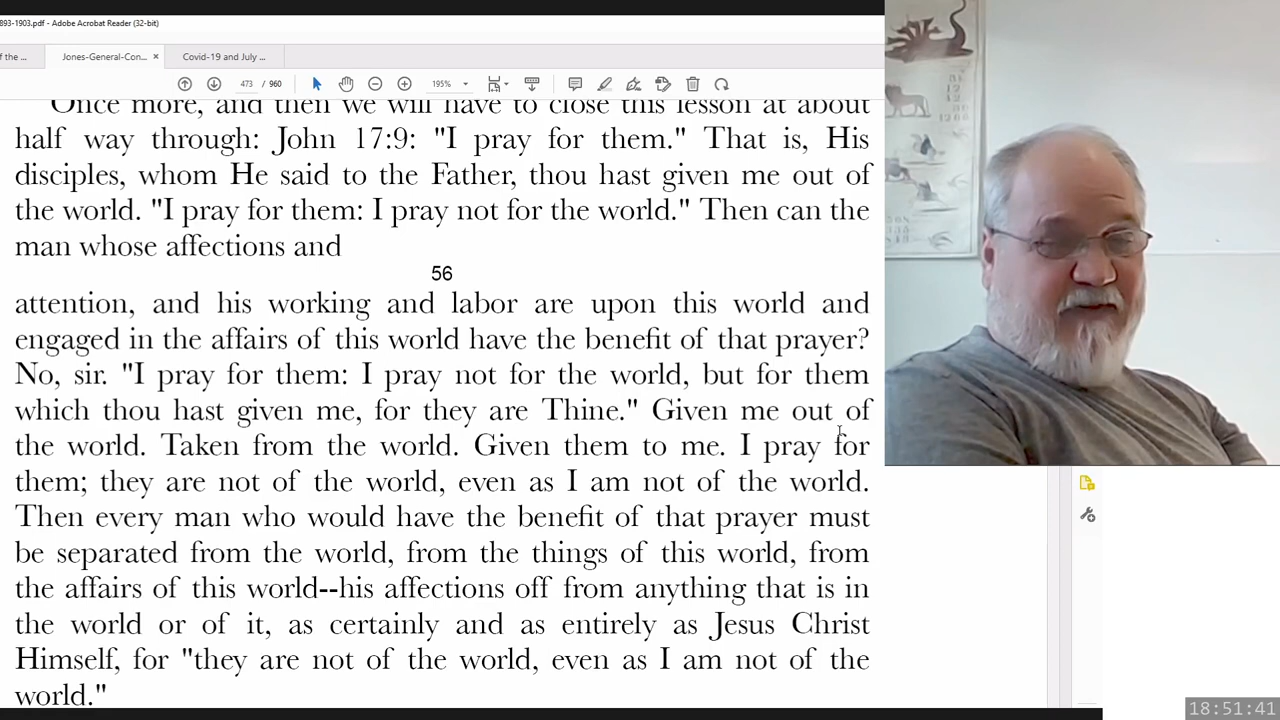 893-1903.pdf - Adobe Acrobat Reader (32-bit)
f the ...
Jones-General-Con... ×
Covid-19 and July ...
473 / 960
195%
Once more, and then we will have to close this lesson at about
half way through: John 17:9: "I pray for them." That is, His
disciples, whom He said to the Father, thou hast given me out of
the world. "I pray for them: I pray not for the world." Then can the
man whose affections and
56
attention, and his working and labor are upon this world and
engaged in the affairs of this world have the benefit of that prayer?
No, sir. "I pray for them: I pray not for the world, but for them
which thou hast given me, for they are Thine." Given me out of
the world. Taken from the world. Given them to me. I pray for
them; they are not of the world, even as I am not of the world.
Then every man who would have the benefit of that prayer must
be separated from the world, from the things of this world, from
the affairs of this world--his affections off from anything that is in
the world or of it, as certainly and as entirely as Jesus Christ
Himself, for "they are not of the world, even as I am not of the
world."
18:51:41